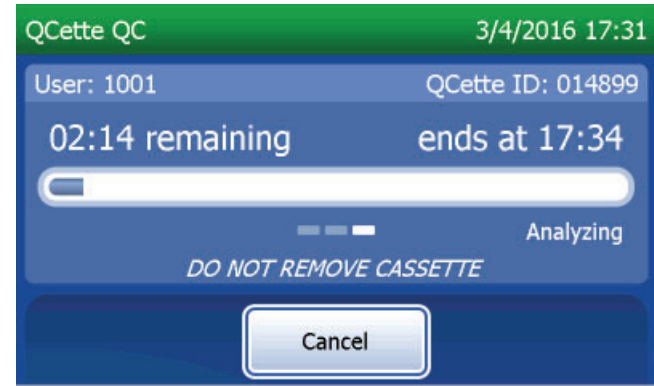 QCette QC 3/4/2016 17:31
User: 1001 QCette ID: 014899
02:14 remaining ends at 17:34
Analyzing
DO NOT REMOVE CASSETTE
Cancel